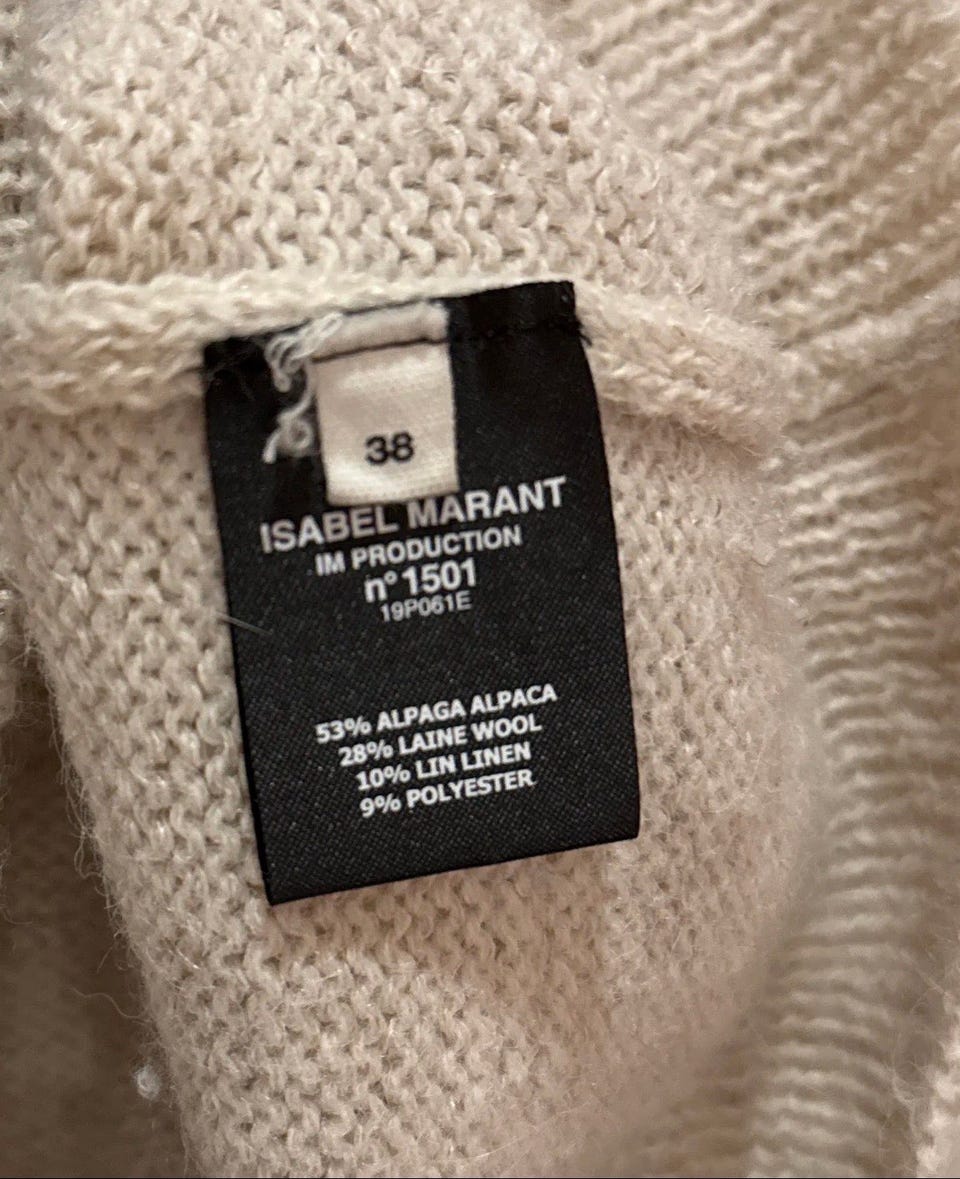 38
ISABEL MARANT
IM PRODUCTION
n° 1501
19P061E
53% ALPAGA ALPACA
28% LAINE WOOL
10% LIN LINEN
9% POLYESTER